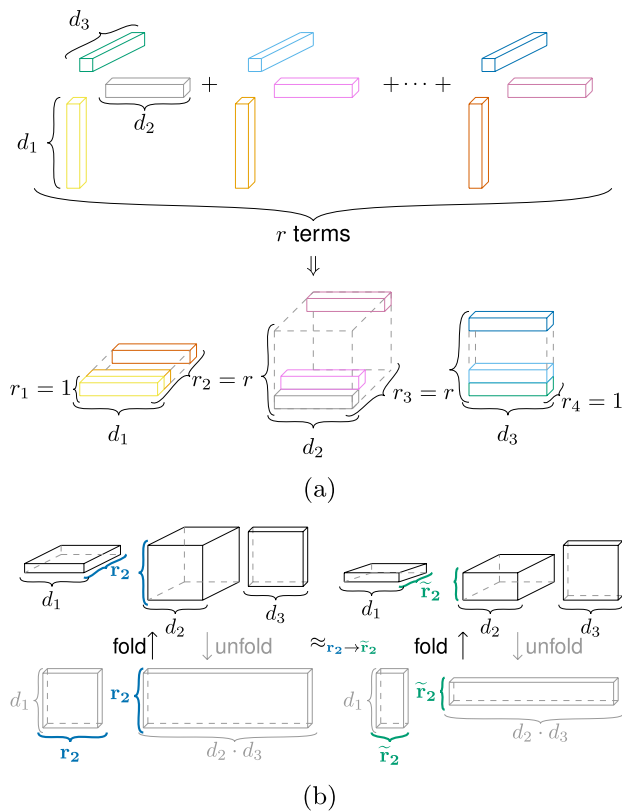 d₃
+ + ⋯ +
d₂
d₁
r terms
⇓
r₁ = 1 r₂ = r r₃ = r r₄ = 1
d₁ d₂ d₃
(a)
r₂ r₂ r̃₂ r̃₂
d₁ d₂ d₃ d₁ d₂ d₃
fold unfold ≈r₂→r̃₂ fold unfold
d₁ r₂ d₁ r̃₂
r₂ d₂ · d₃ r̃₂ d₂ · d₃
(b)